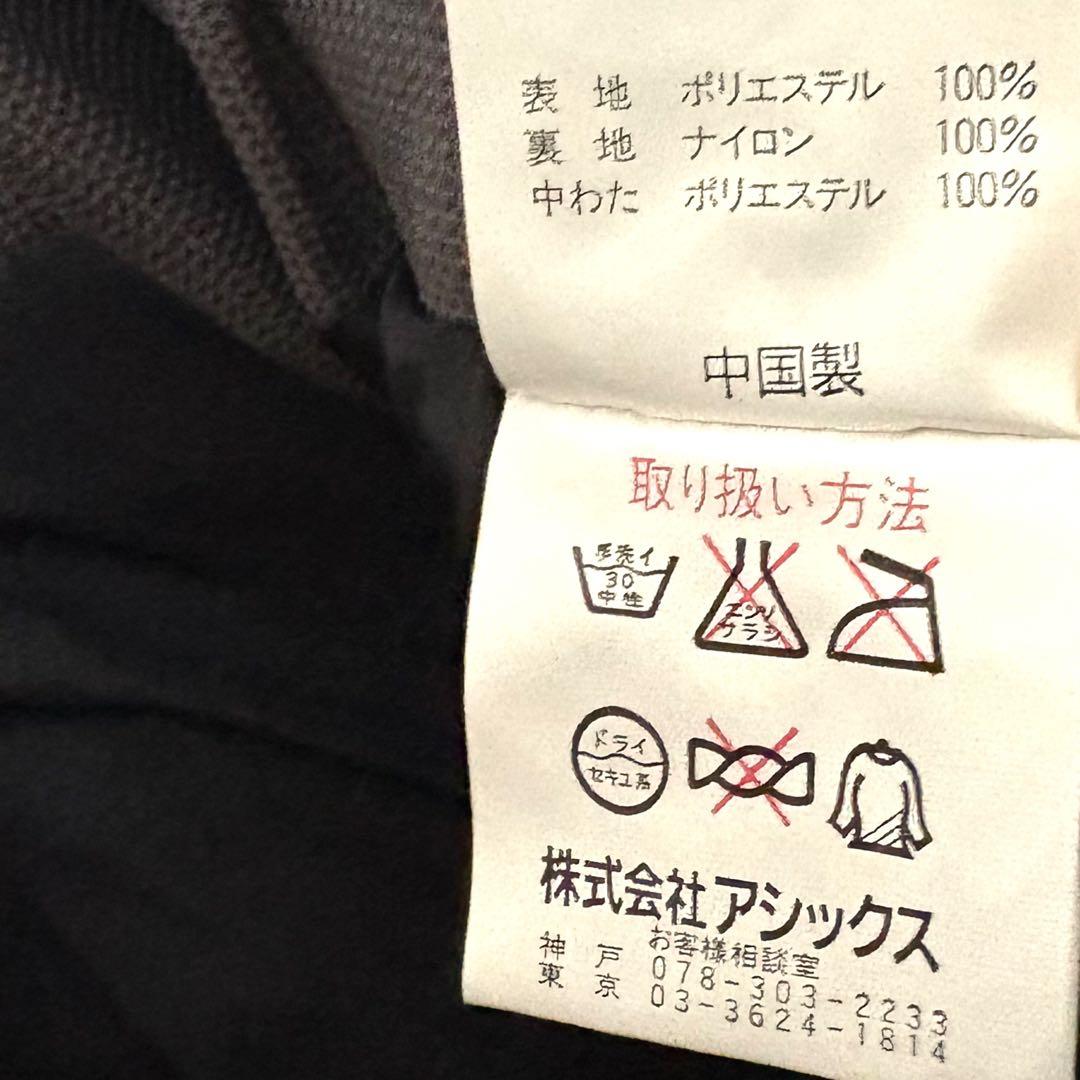 表 地 ポリエステル 100%
裏 地 ナイロン 100%
中わた ポリエステル 100%
中国製
取り扱い方法
手洗イ
30
中性
エンソ
サラシ
ドライ
セキユ系
株式会社アシックス
お客様相談室
神 戸 078-303-2233
東 京 03-3624-1814